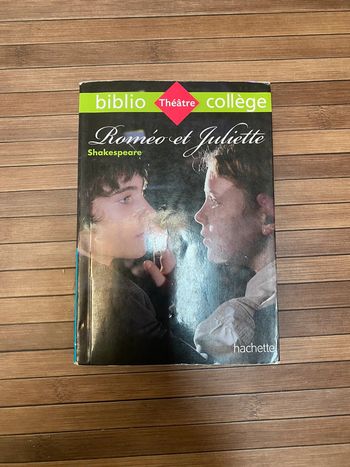 biblio Théâtre collège
Roméo et Juliette
Shakespeare
hachette